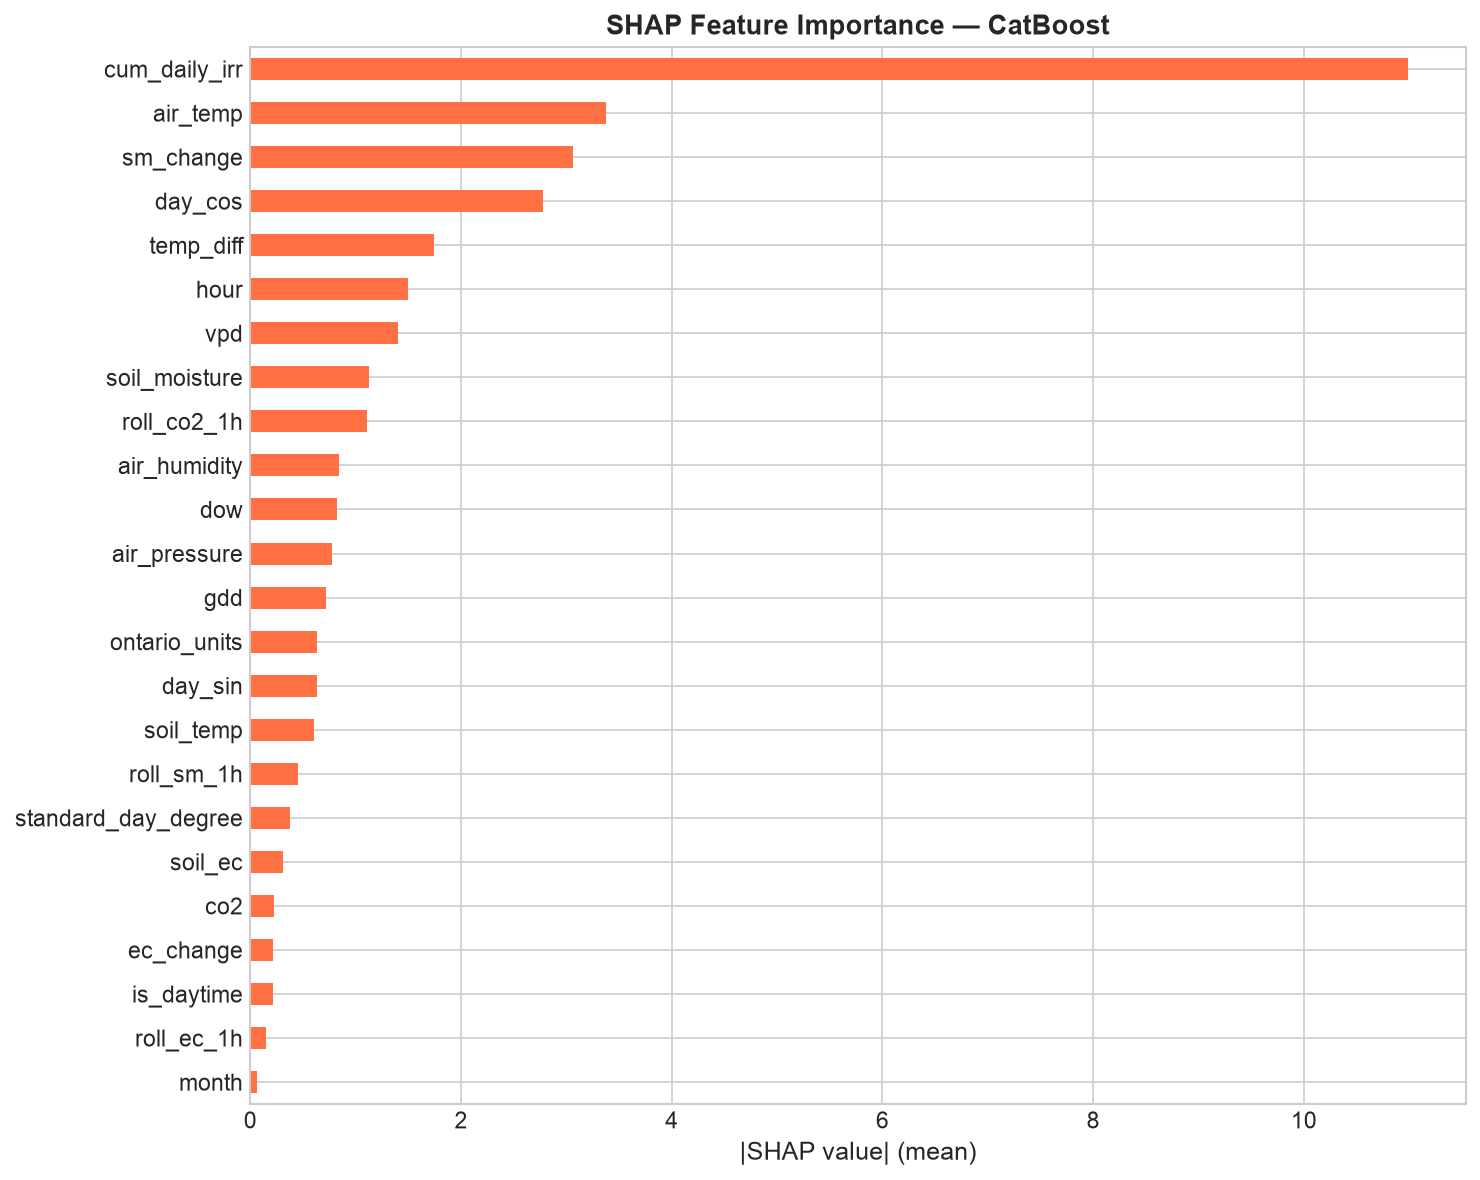 SHAP Feature Importance — CatBoost
cum_daily_irr
air_temp
sm_change
day_cos
temp_diff
hour
vpd
soil_moisture
roll_co2_1h
air_humidity
dow
air_pressure
gdd
ontario_units
day_sin
soil_temp
roll_sm_1h
standard_day_degree
soil_ec
co2
ec_change
is_daytime
roll_ec_1h
month
0 2 4 6 8 10
|SHAP value| (mean)